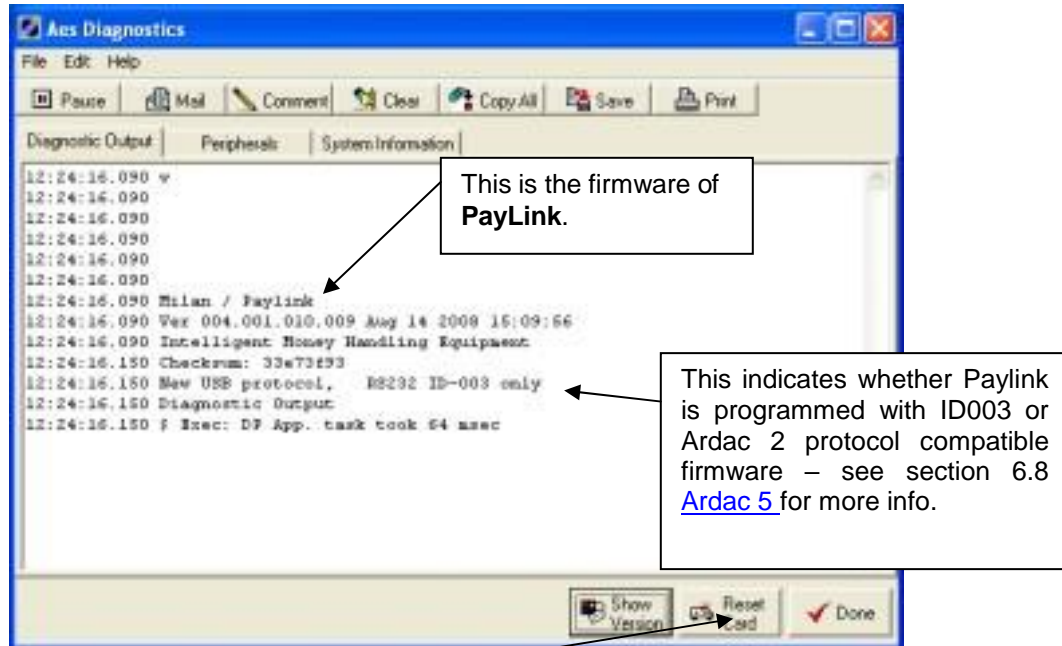 Aes Diagnostics
File Edit Help
Pause Mail Comment Clear Copy All Save Print
Diagnostic Output Peripherals System Information
12:24:16.090 v
12:24:16.090
12:24:16.090
12:24:16.090
12:24:16.090
12:24:16.090
12:24:16.090 Milan / Paylink
12:24:16.090 Ver 004.001.010.009 Aug 14 2008 15:09:56
12:24:16.090 Intelligent Money Handling Equipment
12:24:16.150 Checksum: 33e73f93
12:24:16.150 New USB protocol, RS232 ID-003 only
12:24:16.150 Diagnostic Output
12:24:16.150 Exec: DP App. task took 64 msec
This is the firmware of
PayLink.
This indicates whether Paylink
is programmed with ID003 or
Ardac 2 protocol compatible
firmware – see section 6.8
Ardac 5 for more info.
Show
Version
Reset
Card
Done